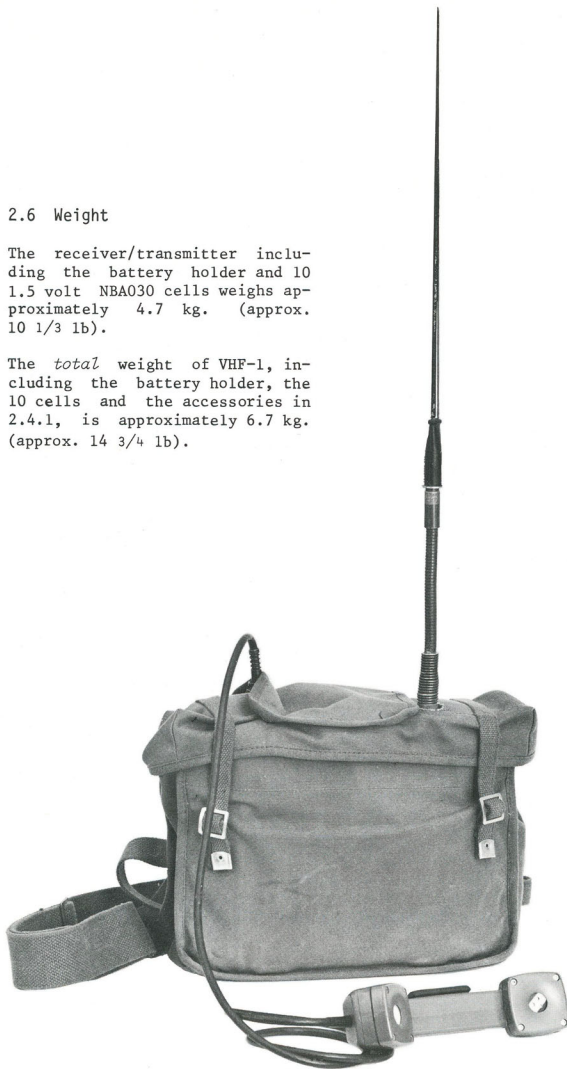 2.6 Weight
The receiver/transmitter inclu-
ding the battery holder and 10
1.5 volt NBA030 cells weighs ap-
proximately 4.7 kg. (approx.
10 1/3 lb).
The total weight of VHF-1, in-
cluding the battery holder, the
10 cells and the accessories in
2.4.1, is approximately 6.7 kg.
(approx. 14 3/4 lb).